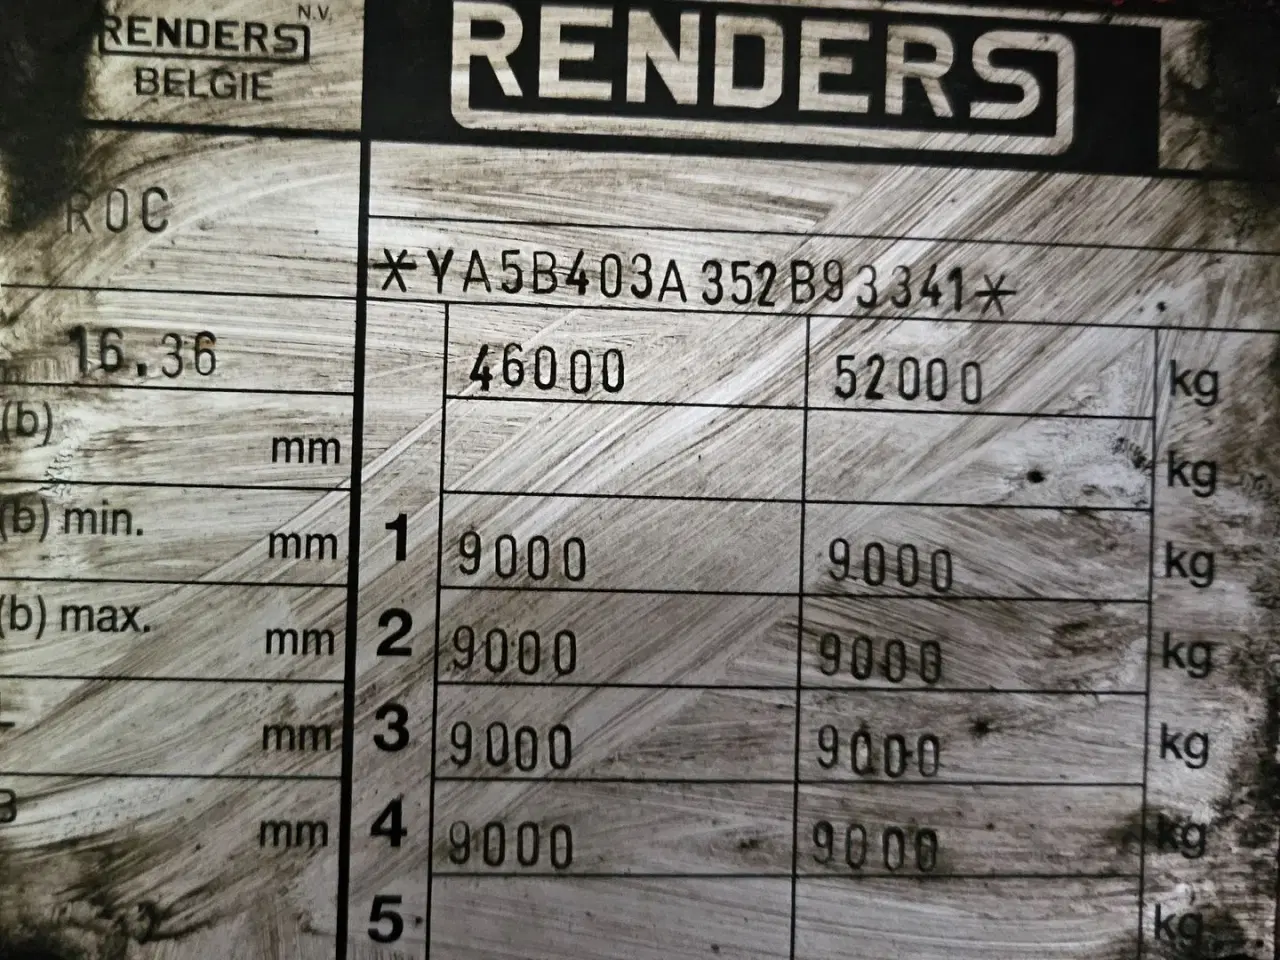 RENDERS N.V.
BELGIE
RENDERS
ROC
*YA5B403A352B93341*
16.36 46000 52000 kg
(b) mm kg
(b) min. mm 1 9000 9000 kg
(b) max. mm 2 9000 9000 kg
mm 3 9000 9000 kg
mm 4 9000 9000 kg
5 kg